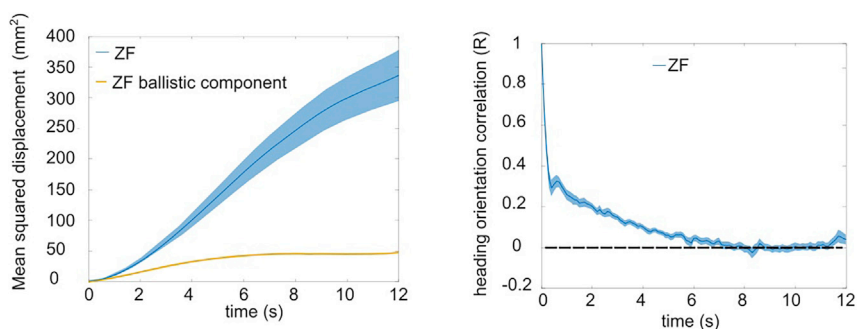 Mean squared displacement (mm²)
400
350
300
250
200
150
100
50
0
ZF
ZF ballistic component
0 2 4 6 8 10 12
time (s)
heading orientation correlation (R)
1
0.8
0.6
0.4
0.2
0
-0.2
ZF
0 2 4 6 8 10 12
time (s)